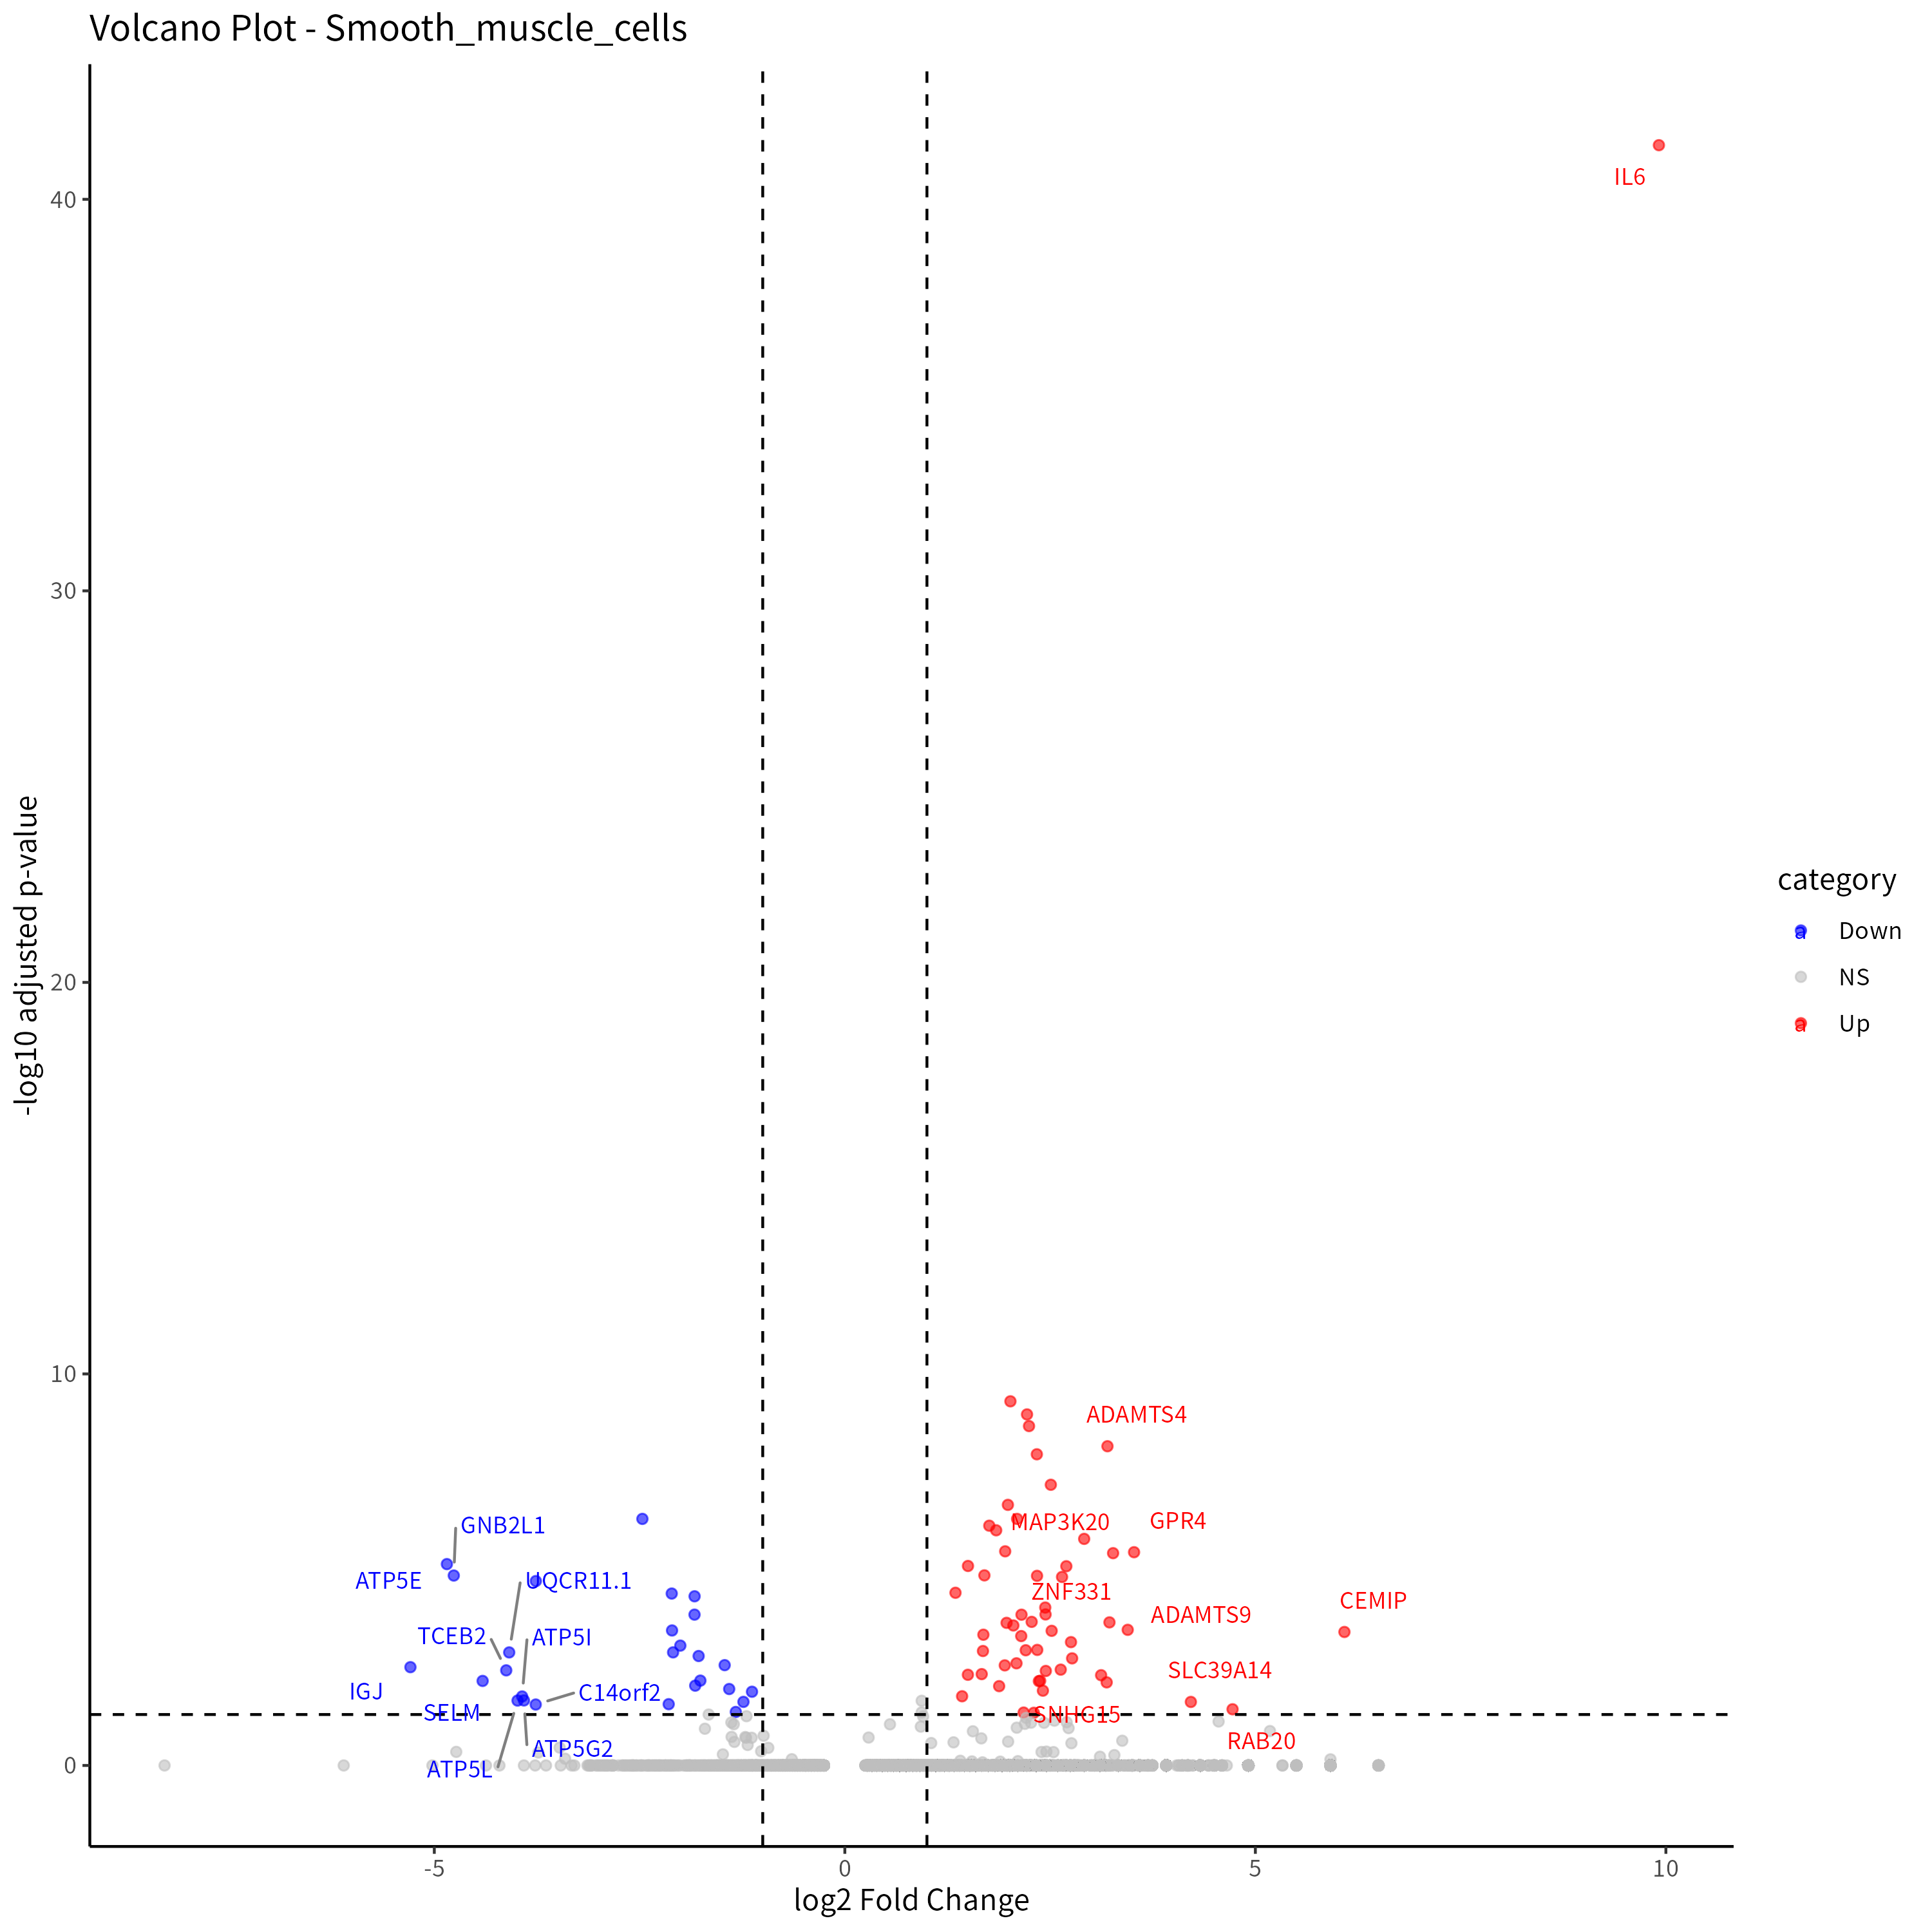 Volcano Plot - Smooth_muscle_cells
-log10 adjusted p-value
40
30
20
10
0
IL6
ADAMTS4
GPR4
MAP3K20
GNB2L1
ATP5E
UQCR11.1
ZNF331
CEMIP
ADAMTS9
TCEB2
ATP5I
SLC39A14
IGJ
C14orf2
SELM
SNHG15
RAB20
ATP5G2
ATP5L
-5
0
5
10
log2 Fold Change
category
a Down
NS
a Up